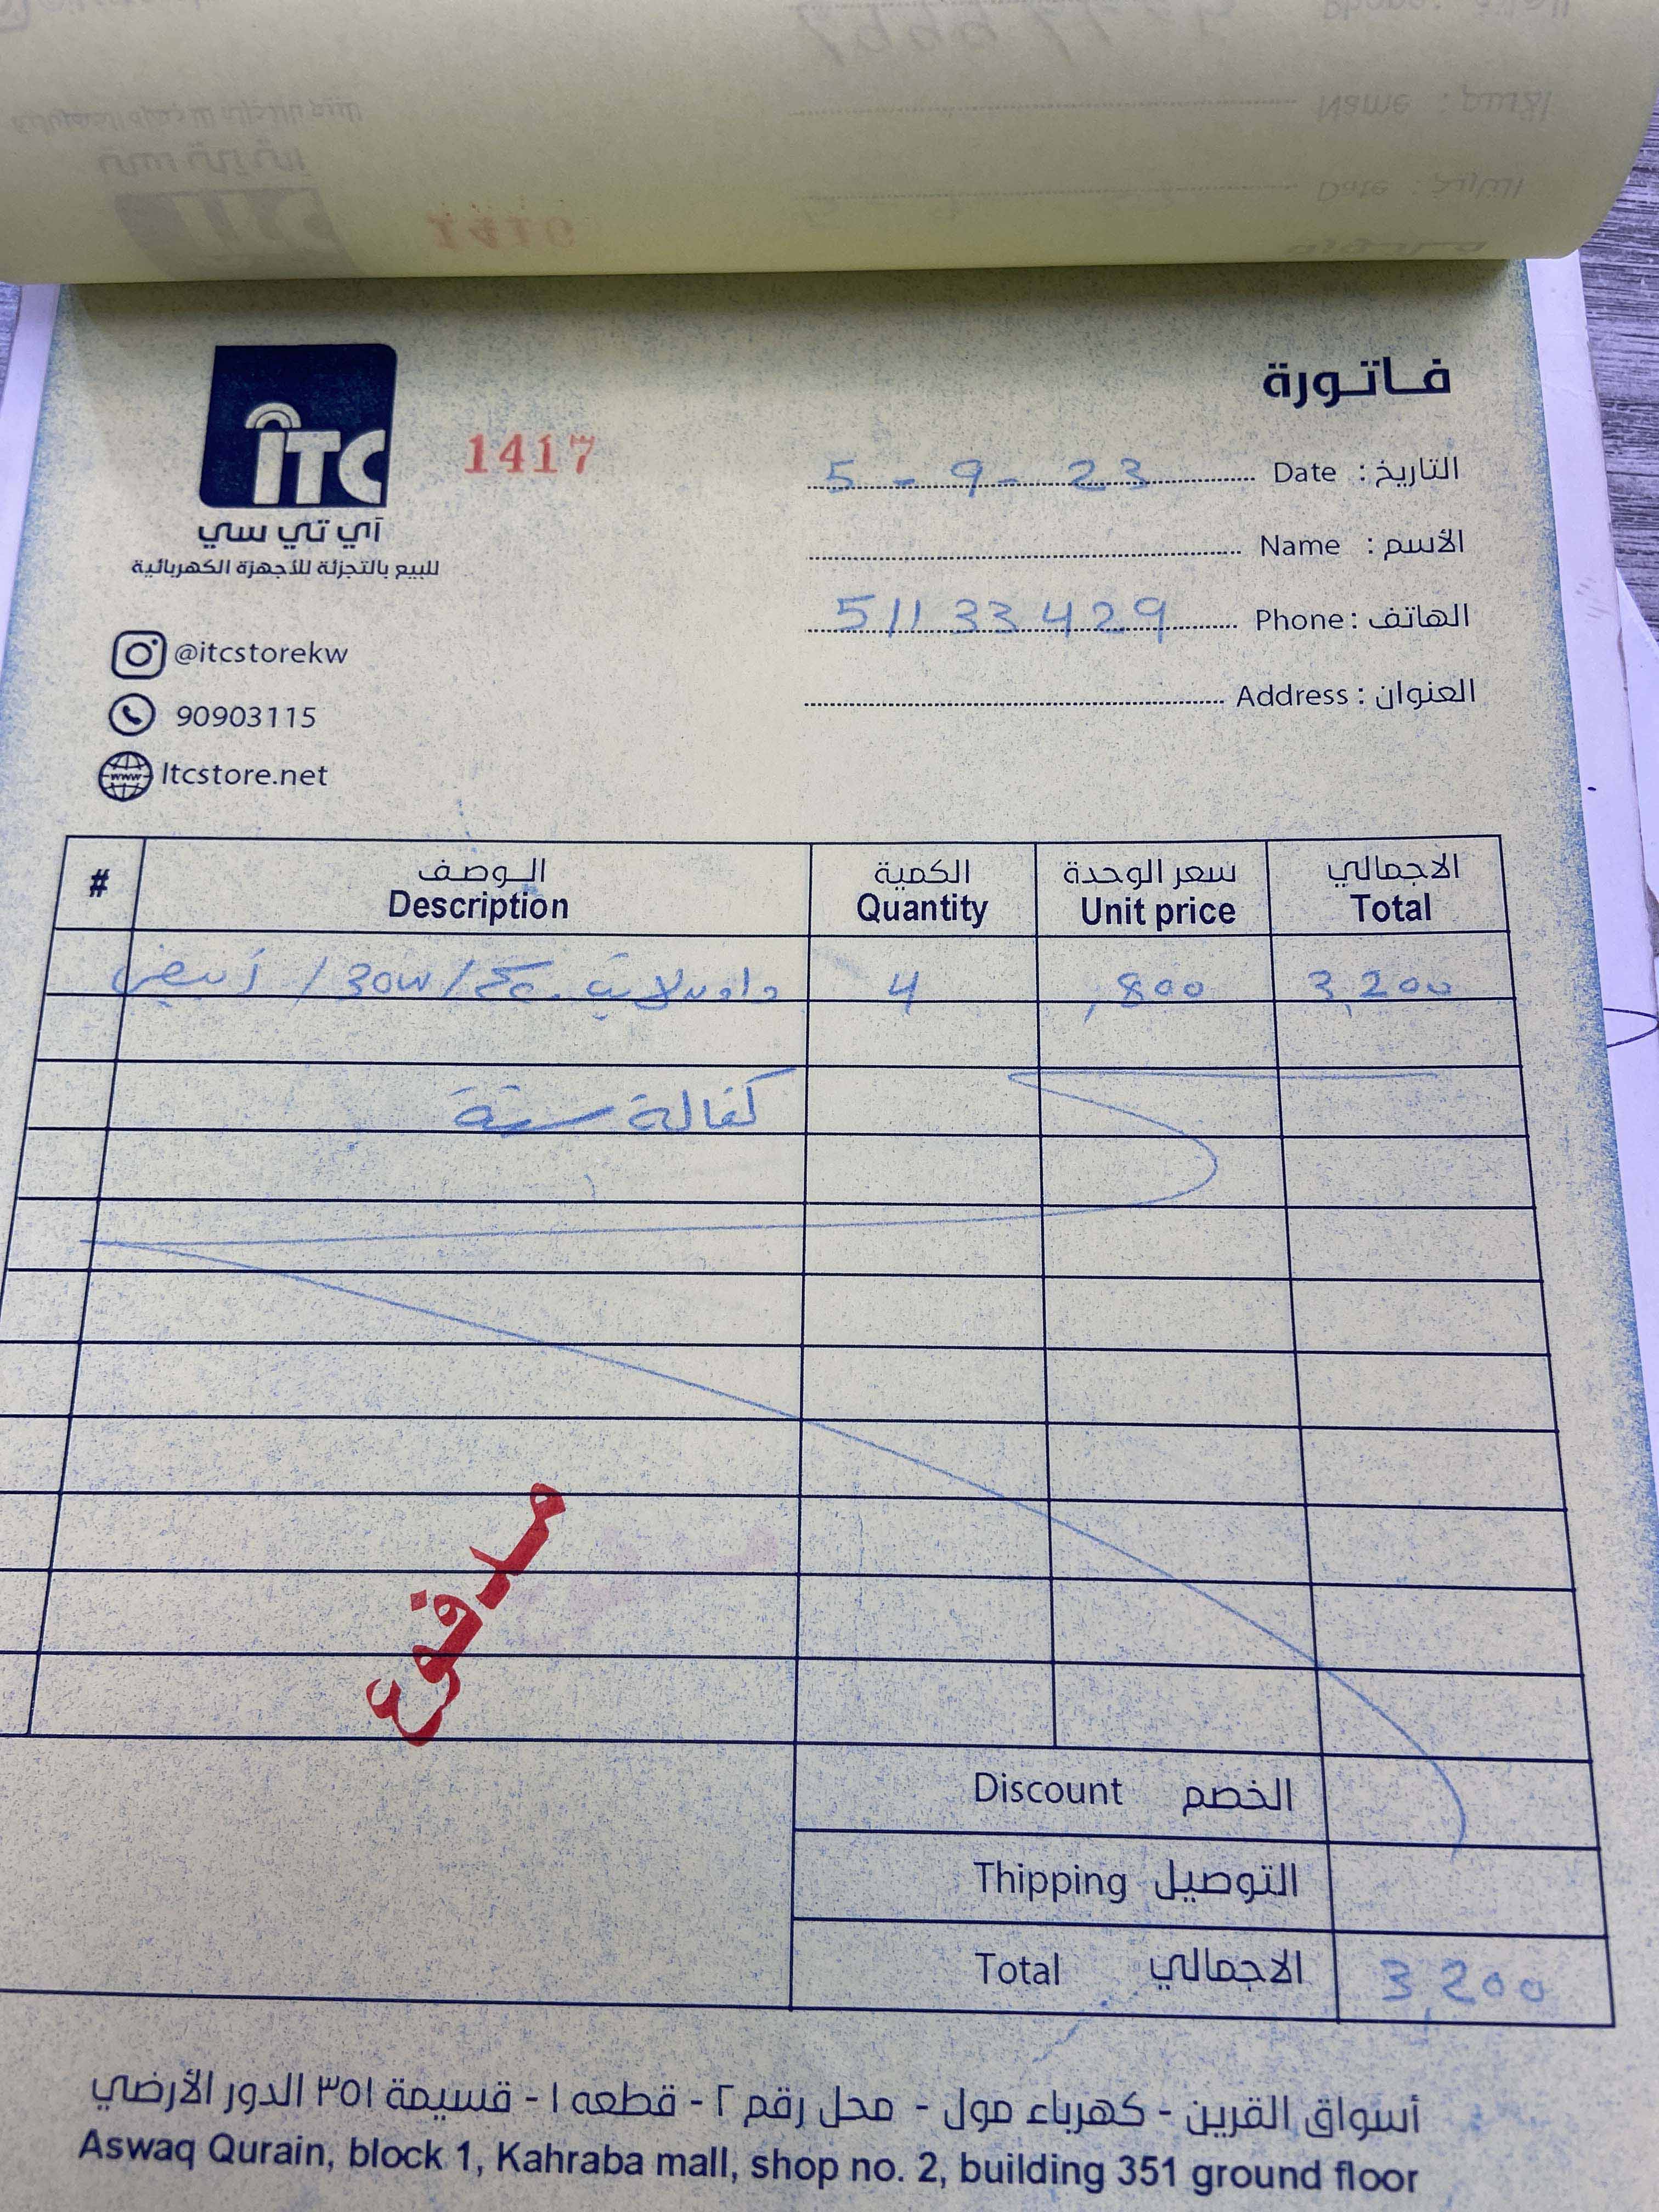 فاتورة
ITC
1417
آي تي سي
للبيع بالتجزئة للأجهزة الكهربائية
@itcstorekw
90903115
Itcstore.net
التاريخ : Date 5 - 9 - 23
الأسم : Name
الهاتف : Phone 51133429
العنوان : Address
# الوصف الكمية سعر الوحدة الاجمالي
Description Quantity Unit price Total
داون لايت / 30W / أبيض 4 ,800 3,200
كفالة سنة
مدفوع
Discount الخصم
Thipping التوصيل
Total الاجمالي 3,200
أسواق القرين - كهرباء مول - محل رقم ٢ - قطعه ١ - قسيمة ٣٥١ الدور الأرضي
Aswaq Qurain, block 1, Kahraba mall, shop no. 2, building 351 ground floor